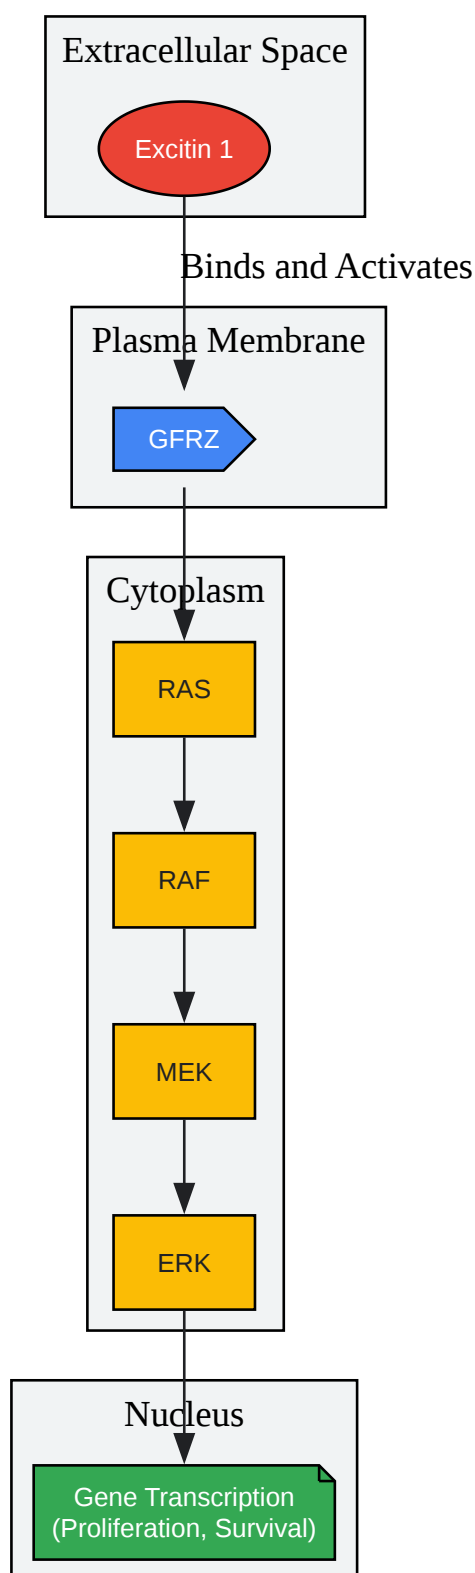 Extracellular Space
Excitin 1
Binds and Activates
Plasma Membrane
GFRZ
Cytoplasm
RAS
RAF
MEK
ERK
Nucleus
Gene Transcription
(Proliferation, Survival)